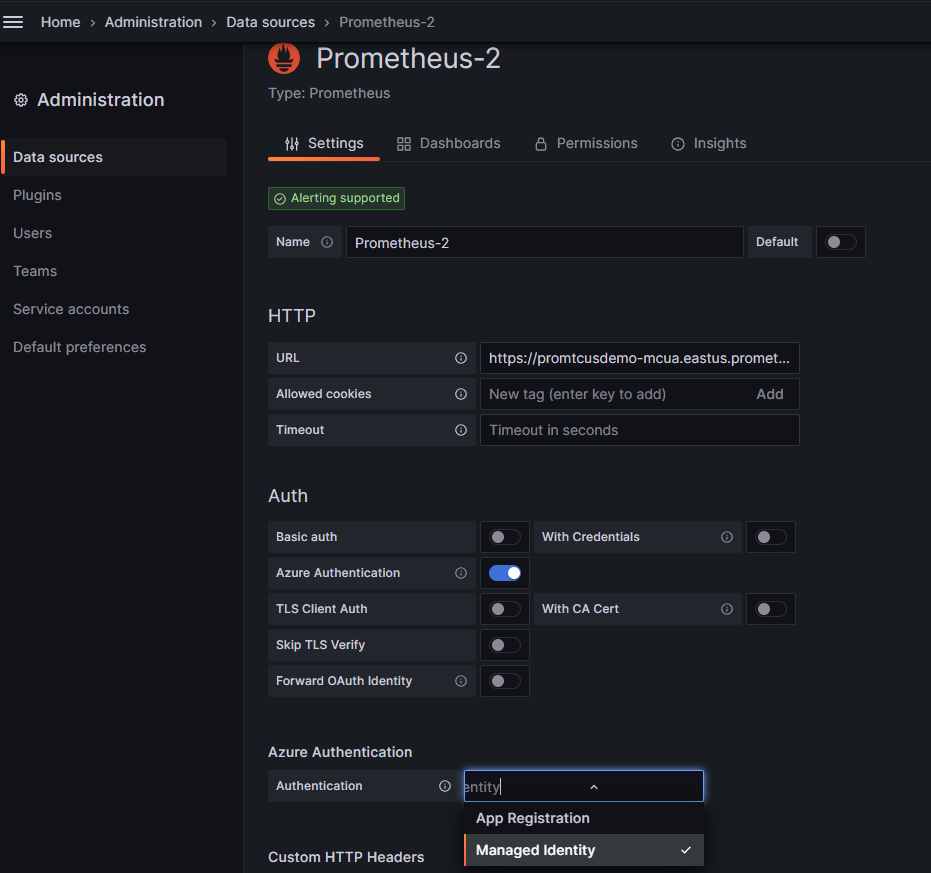 Home > Administration > Data sources > Prometheus-2
Administration
Data sources
Plugins
Users
Teams
Service accounts
Default preferences
Prometheus-2
Type: Prometheus
Settings Dashboards Permissions Insights
Alerting supported
Name Prometheus-2 Default
HTTP
URL https://promtcusdemo-mcua.eastus.promet...
Allowed cookies New tag (enter key to add) Add
Timeout Timeout in seconds
Auth
Basic auth With Credentials
Azure Authentication
TLS Client Auth With CA Cert
Skip TLS Verify
Forward OAuth Identity
Azure Authentication
Authentication entity
App Registration
Managed Identity
Custom HTTP Headers